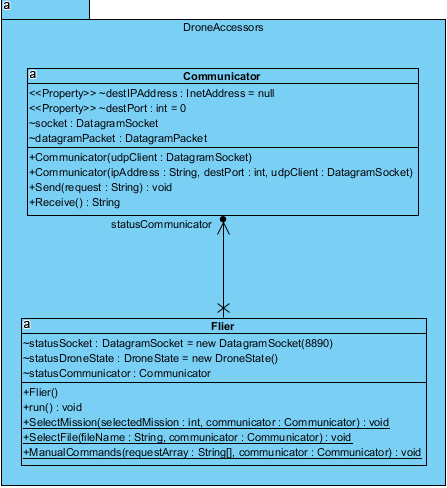 a
DroneAccessors
a
Communicator
<<Property>> ~destIPAddress : InetAddress = null
<<Property>> ~destPort : int = 0
~socket : DatagramSocket
~datagramPacket : DatagramPacket
+Communicator(udpClient : DatagramSocket)
+Communicator(ipAddress : String, destPort : int, udpClient : DatagramSocket)
+Send(request : String) : void
+Receive() : String
statusCommunicator
a
Flier
~statusSocket : DatagramSocket = new DatagramSocket(8890)
~statusDroneState : DroneState = new DroneState()
~statusCommunicator : Communicator
+Flier()
+run() : void
+SelectMission(selectedMission : int, communicator : Communicator) : void
+SelectFile(fileName : String, communicator : Communicator) : void
+ManualCommands(requestArray : String[], communicator : Communicator) : void